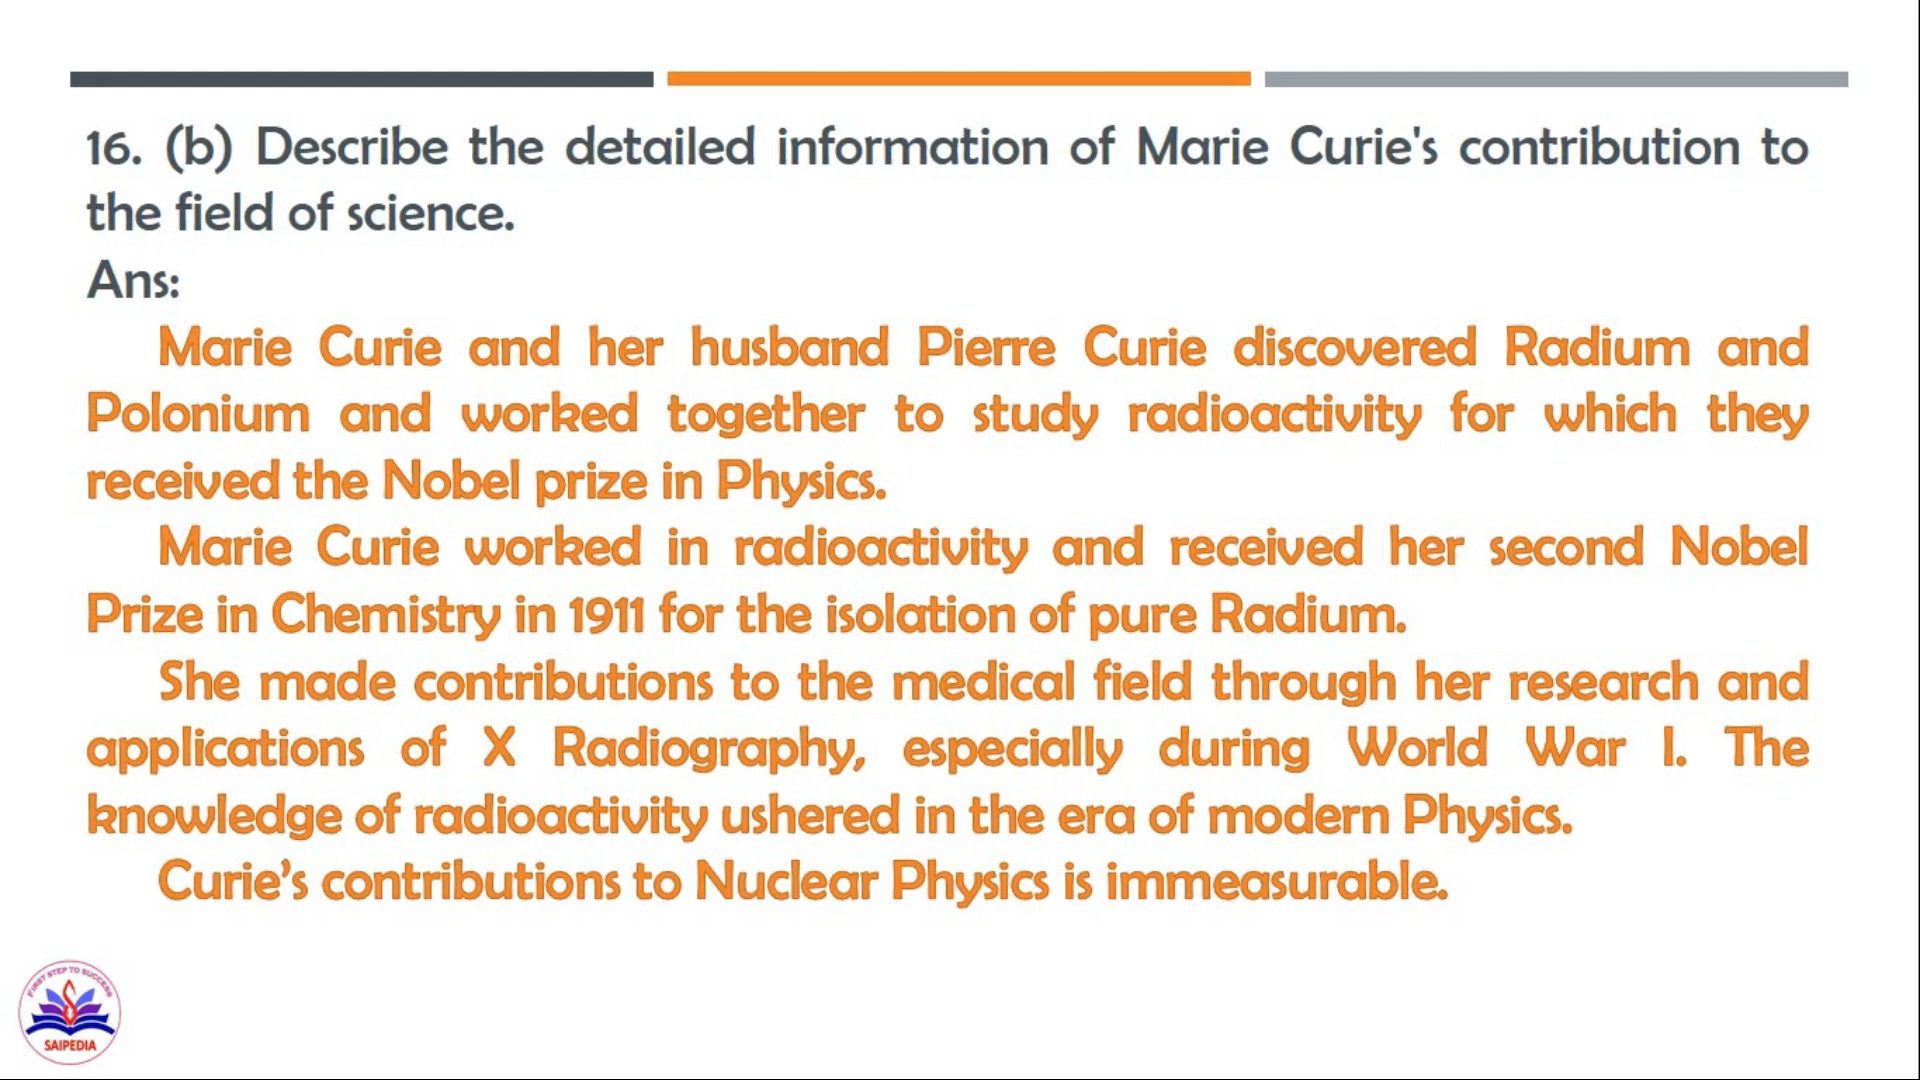 16. (b) Describe the detailed information of Marie Curie's contribution to
the field of science.
Ans:
Marie Curie and her husband Pierre Curie discovered Radium and
Polonium and worked together to study radioactivity for which they
received the Nobel prize in Physics.
Marie Curie worked in radioactivity and received her second Nobel
Prize in Chemistry in 1911 for the isolation of pure Radium.
She made contributions to the medical field through her research and
applications of X Radiography, especially during World War I. The
knowledge of radioactivity ushered in the era of modern Physics.
Curie’s contributions to Nuclear Physics is immeasurable.
FIRST STEP TO SUCCESS
SAIPEDIA